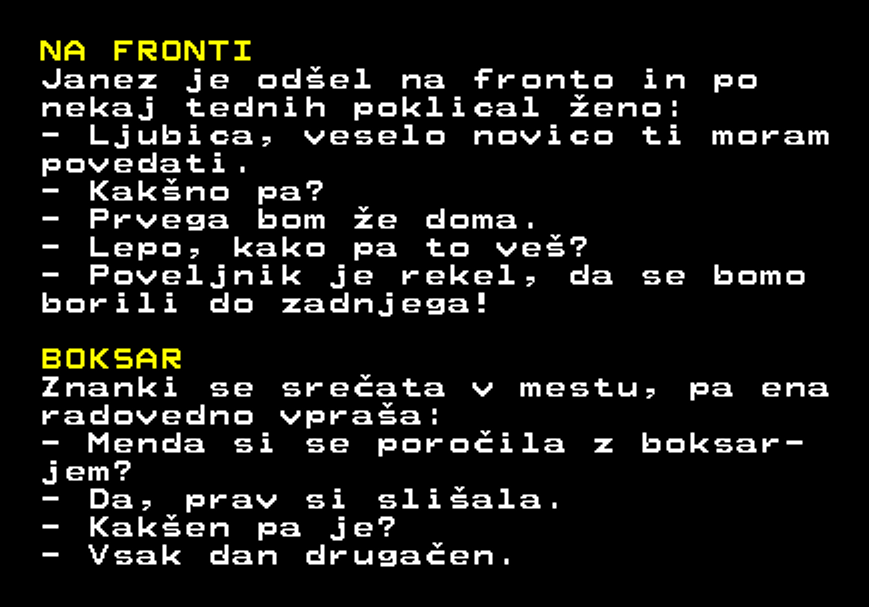 NA FRONTI
Janez je odšel na fronto in po
nekaj tednih poklical ženo:
- Ljubica, veselo novico ti moram
povedati.
- Kakšno pa?
- Prvega bom že doma.
- Lepo, kako pa to veš?
- Poveljnik je rekel, da se bomo
borili do zadnjega!
BOKSAR
Znanki se srečata v mestu, pa ena
radovedno vpraša:
- Menda si se poročila z boksar-
jem?
- Da, prav si slišala.
- Kakšen pa je?
- Vsak dan drugačen.